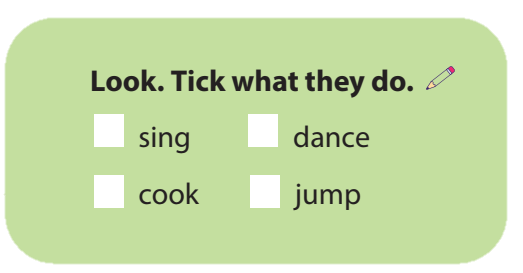 Look. Tick what they do.
sing dance
cook jump